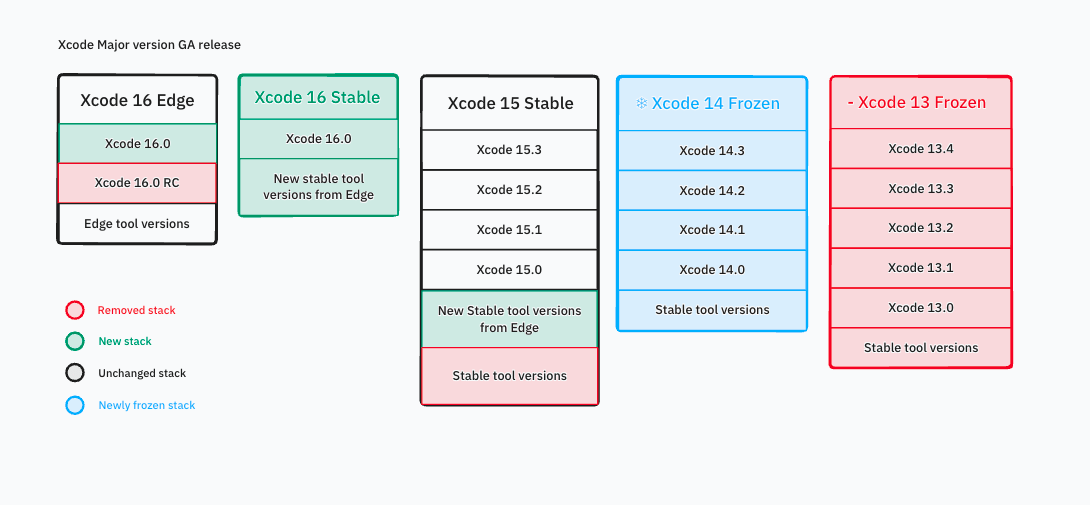 Xcode Major version GA release
Xcode 16 Edge
Xcode 16.0
Xcode 16.0 RC
Edge tool versions
Xcode 16 Stable
Xcode 16.0
New stable tool
versions from Edge
Xcode 15 Stable
Xcode 15.3
Xcode 15.2
Xcode 15.1
Xcode 15.0
New Stable tool versions
from Edge
Stable tool versions
❄ Xcode 14 Frozen
Xcode 14.3
Xcode 14.2
Xcode 14.1
Xcode 14.0
Stable tool versions
- Xcode 13 Frozen
Xcode 13.4
Xcode 13.3
Xcode 13.2
Xcode 13.1
Xcode 13.0
Stable tool versions
Removed stack
New stack
Unchanged stack
Newly frozen stack